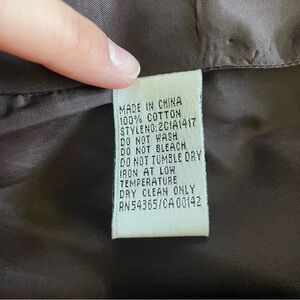 MADE IN CHINA
100% COTTON
STYLENO:2C1A1417
DO NOT WASH
DO NOT BLEACH
DO NOT TUMBLE DRY
IRON AT LOW
TEMPERATURE
DRY CLEAN ONLY
RN54365/CA00142